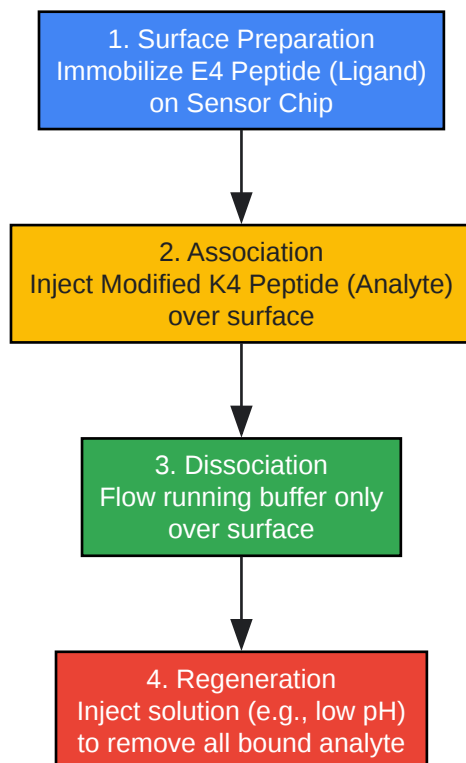 1. Surface Preparation
Immobilize E4 Peptide (Ligand)
on Sensor Chip
2. Association
Inject Modified K4 Peptide (Analyte)
over surface
3. Dissociation
Flow running buffer only
over surface
4. Regeneration
Inject solution (e.g., low pH)
to remove all bound analyte